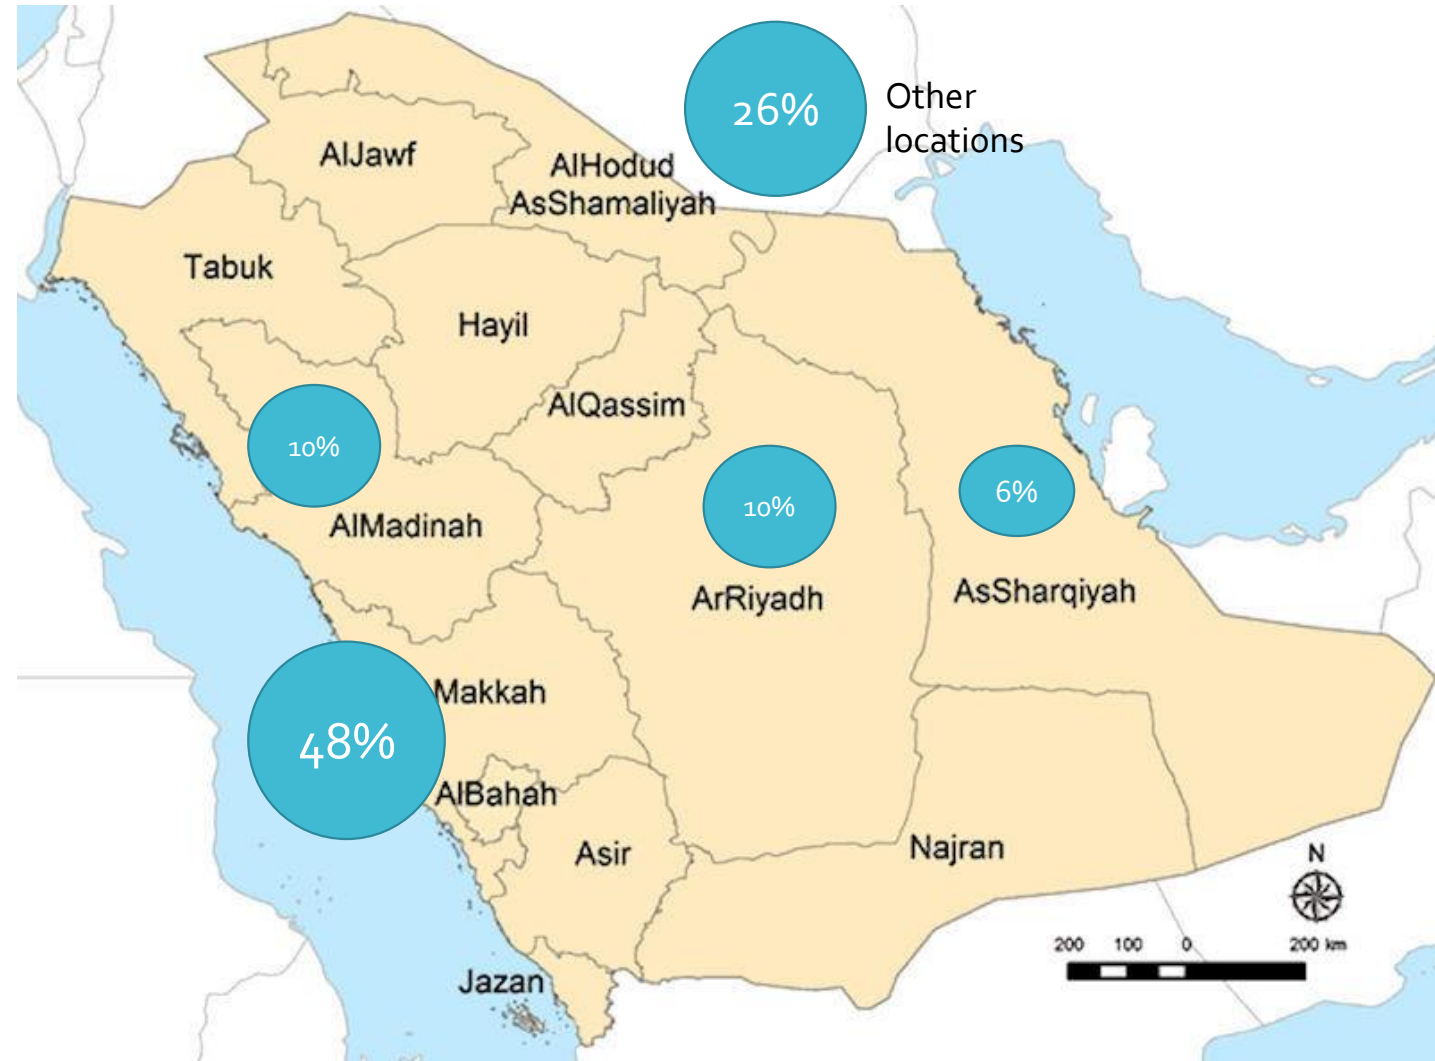 26%
Other
locations
AlJawf
AlHodud
AsShamaliyah
Tabuk
Hayil
AlQassim
10%
10%
6%
AlMadinah
ArRiyadh
AsSharqiyah
Makkah
48%
AlBahah
Asir
Najran
N
200 100 0 200 km
Jazan